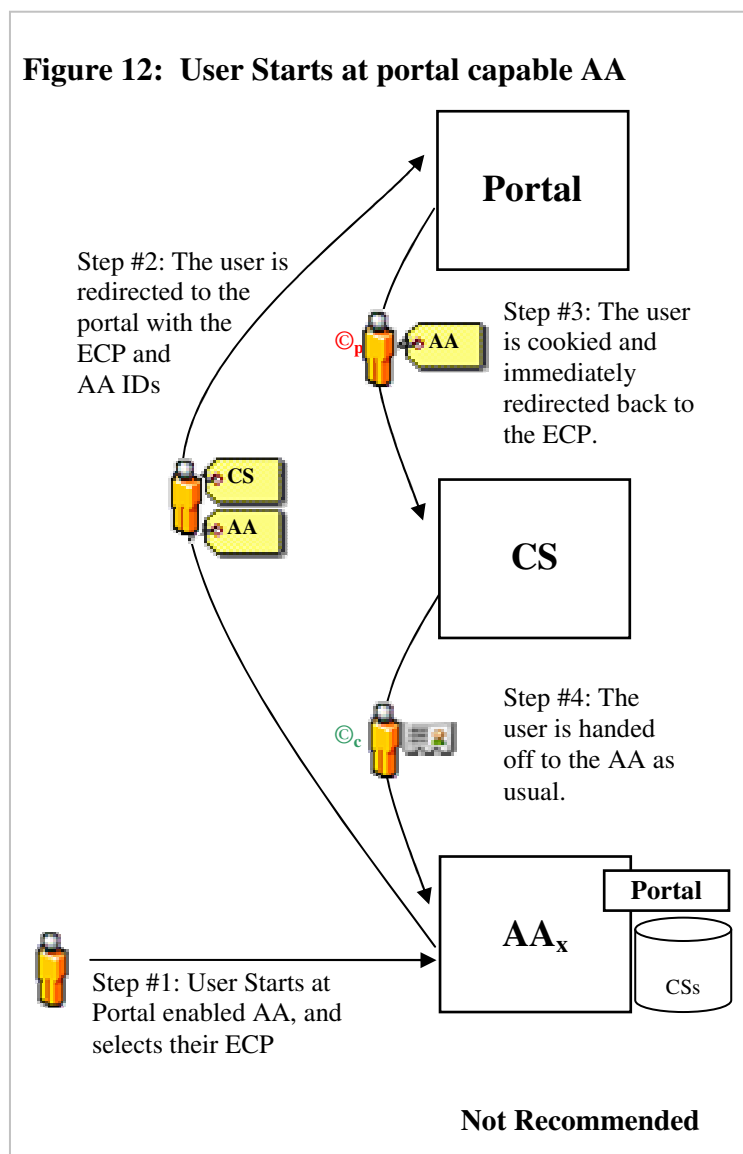 Figure 12:  User Starts at portal capable AA
Portal
Step #2: The user is
redirected to the
portal with the
ECP and
AA IDs
©p
AA
Step #3: The user
is cookied and
immediately
redirected back to
the ECP.
CS
AA
CS
©c
Step #4: The
user is handed
off to the AA as
usual.
AAx
Portal
CSs
Step #1: User Starts at
Portal enabled AA, and
selects their ECP
Not Recommended